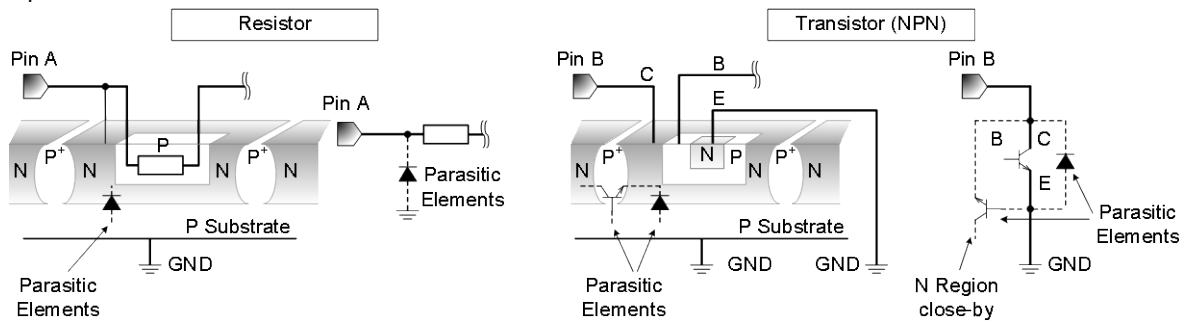 Resistor
Pin A
N
P+
N
P
P+
N
N
P Substrate
GND
Parasitic
Elements
Pin A
Parasitic
Elements
Transistor (NPN)
Pin B
C
B
E
N
P+
N
N
P
P+
N
N
P Substrate
GND
GND
Parasitic
Elements
Pin B
B
C
E
Parasitic
Elements
GND
N Region
close-by